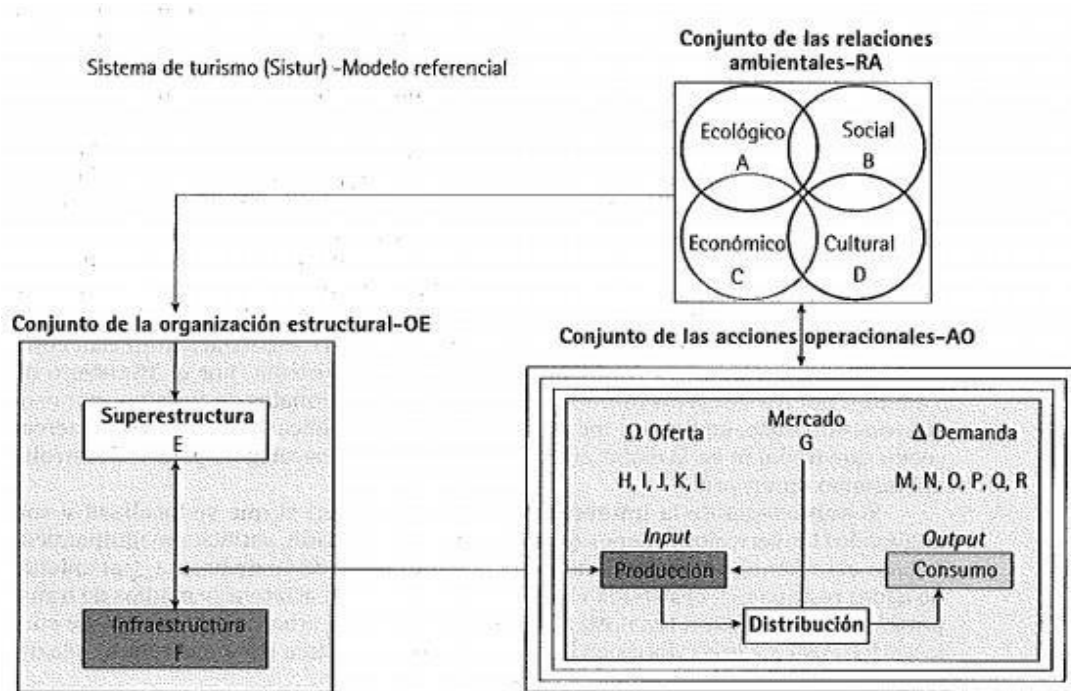 Sistema de turismo (Sistur) -Modelo referencial
Conjunto de las relaciones
ambientales-RA
Ecológico
A
Social
B
Económico
C
Cultural
D
Conjunto de la organización estructural-OE
Superestructura
E
Infraestructura
F
Conjunto de las acciones operacionales-AO
Mercado
G
Ω Oferta
H, I, J, K, L
Δ Demanda
M, N, O, P, Q, R
Input
Producción
Output
Consumo
Distribución